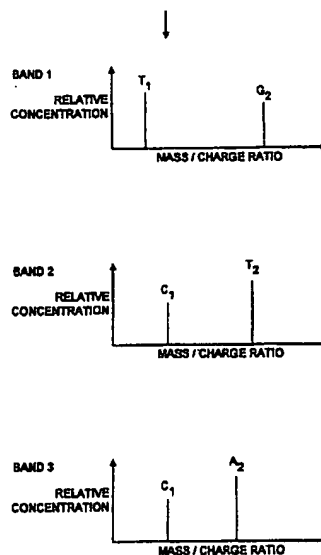 BAND 1
T1
G2
RELATIVE
CONCENTRATION
MASS / CHARGE RATIO
BAND 2
C1
T2
RELATIVE
CONCENTRATION
MASS / CHARGE RATIO
BAND 3
C1
A2
RELATIVE
CONCENTRATION
MASS / CHARGE RATIO